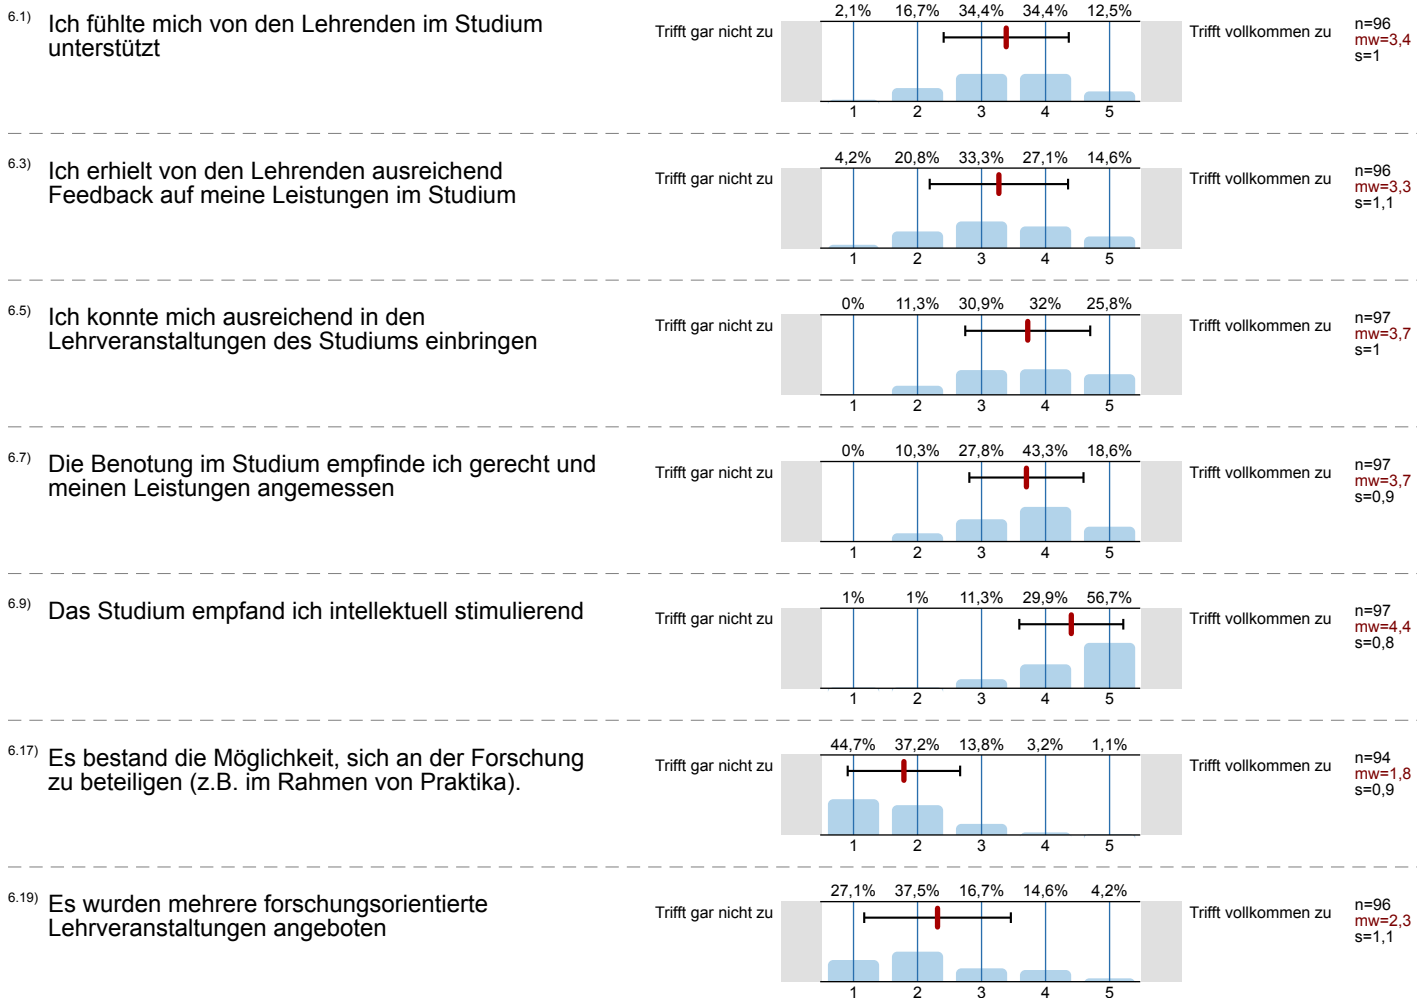 6.1) Ich fühlte mich von den Lehrenden im Studium
unterstützt
Trifft gar nicht zu
2,1% 16,7% 34,4% 34,4% 12,5%
1 2 3 4 5
Trifft vollkommen zu
n=96
mw=3,4
s=1
6.3) Ich erhielt von den Lehrenden ausreichend
Feedback auf meine Leistungen im Studium
Trifft gar nicht zu
4,2% 20,8% 33,3% 27,1% 14,6%
1 2 3 4 5
Trifft vollkommen zu
n=96
mw=3,3
s=1,1
6.5) Ich konnte mich ausreichend in den
Lehrveranstaltungen des Studiums einbringen
Trifft gar nicht zu
0% 11,3% 30,9% 32% 25,8%
1 2 3 4 5
Trifft vollkommen zu
n=97
mw=3,7
s=1
6.7) Die Benotung im Studium empfinde ich gerecht und
meinen Leistungen angemessen
Trifft gar nicht zu
0% 10,3% 27,8% 43,3% 18,6%
1 2 3 4 5
Trifft vollkommen zu
n=97
mw=3,7
s=0,9
6.9) Das Studium empfand ich intellektuell stimulierend
Trifft gar nicht zu
1% 1% 11,3% 29,9% 56,7%
1 2 3 4 5
Trifft vollkommen zu
n=97
mw=4,4
s=0,8
6.17) Es bestand die Möglichkeit, sich an der Forschung
zu beteiligen (z.B. im Rahmen von Praktika).
Trifft gar nicht zu
44,7% 37,2% 13,8% 3,2% 1,1%
1 2 3 4 5
Trifft vollkommen zu
n=94
mw=1,8
s=0,9
6.19) Es wurden mehrere forschungsorientierte
Lehrveranstaltungen angeboten
Trifft gar nicht zu
27,1% 37,5% 16,7% 14,6% 4,2%
1 2 3 4 5
Trifft vollkommen zu
n=96
mw=2,3
s=1,1